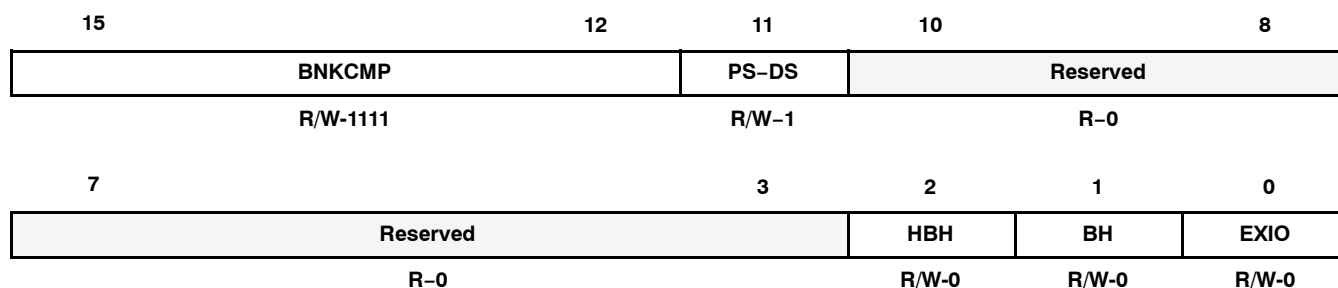 15 12 11 10 8
BNKCMP PS–DS Reserved
R/W-1111 R/W–1 R–0
7 3 2 1 0
Reserved HBH BH EXIO
R–0 R/W-0 R/W-0 R/W-0